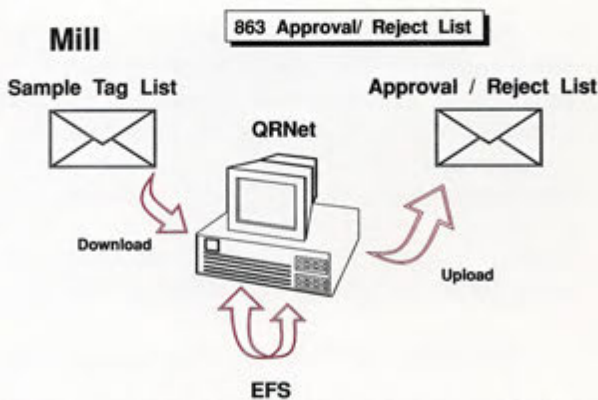 863 Approval/ Reject List
Mill
Sample Tag List
Approval / Reject List
QRNet
Download
Upload
EFS